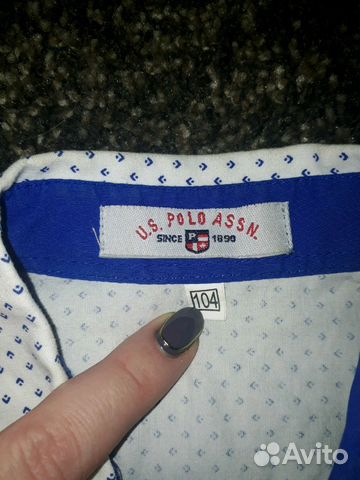 U.S. POLO ASSN.
SINCE P 1890
104
Avito